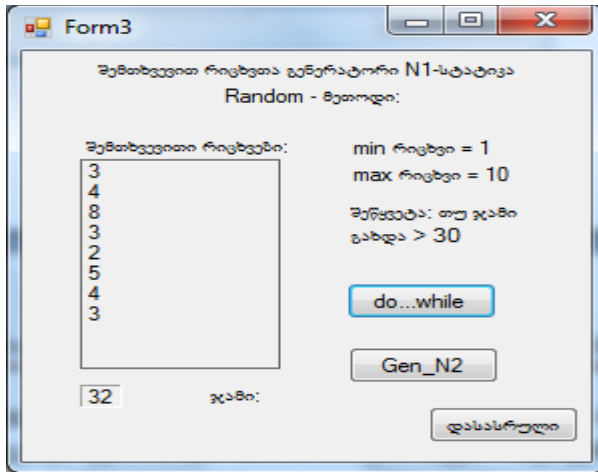 Form3
შემთხვევით რიცხვთა გენერატორი N1-სტატიკა
Random - მეთოდი:
შემთხვევითი რიცხვები:
3
4
8
3
2
5
4
3
min რიცხვი = 1
max რიცხვი = 10
შეწყვეტა: თუ ჯამი
გახდა > 30
do...while
Gen_N2
32
ჯამი:
დასასრული